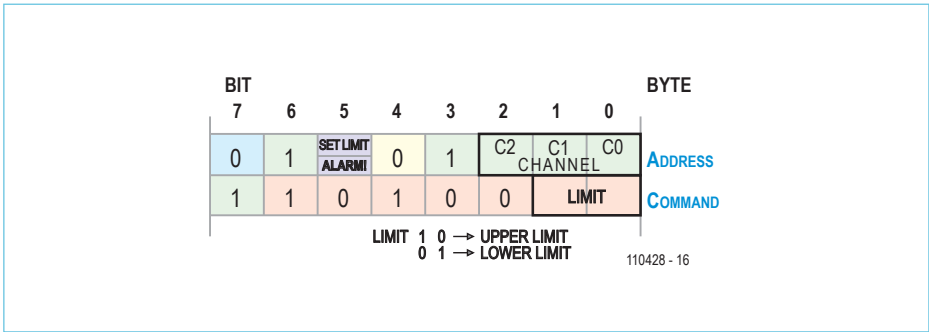 BIT BYTE
7 6 5 4 3 2 1 0
0 1 SET LIMIT ALARM! 0 1 C2 C1 C0 CHANNEL ADDRESS
1 1 0 1 0 0 LIMIT COMMAND
LIMIT 1 0 → UPPER LIMIT
0 1 → LOWER LIMIT
110428 - 16